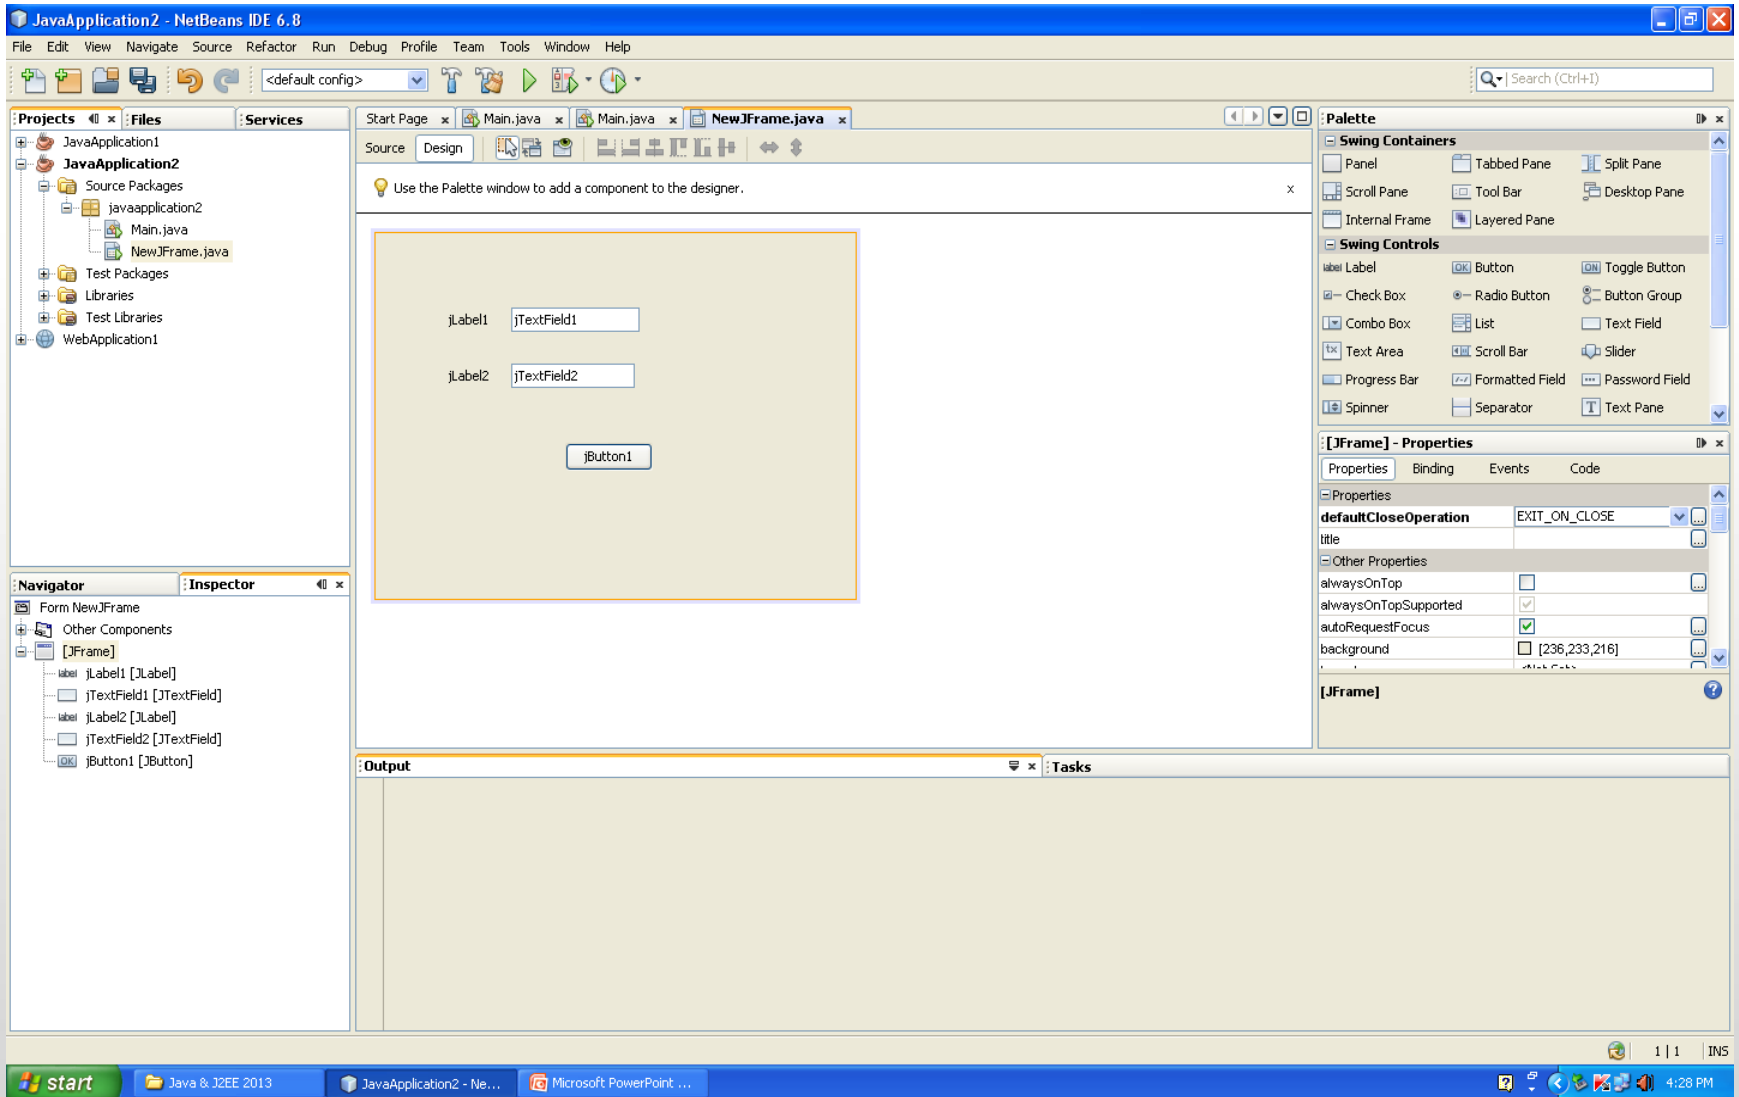 JavaApplication2 - NetBeans IDE 6.8
File Edit View Navigate Source Refactor Run Debug Profile Team Tools Window Help
<default config>
Search (Ctrl+I)
Projects Files Services
JavaApplication1
JavaApplication2
Source Packages
javaapplication2
Main.java
NewJFrame.java
Test Packages
Libraries
Test Libraries
WebApplication1
Navigator Inspector
Form NewJFrame
Other Components
[JFrame]
label jLabel1 [JLabel]
jTextField1 [JTextField]
label jLabel2 [JLabel]
jTextField2 [JTextField]
OK jButton1 [JButton]
Start Page x Main.java x Main.java x NewJFrame.java x
Source Design
Use the Palette window to add a component to the designer. x
jLabel1 jTextField1
jLabel2 jTextField2
jButton1
Output Tasks
Palette
Swing Containers
Panel Tabbed Pane Split Pane
Scroll Pane Tool Bar Desktop Pane
Internal Frame Layered Pane
Swing Controls
label Label OK Button ON Toggle Button
Check Box Radio Button Button Group
Combo Box List Text Field
tx Text Area Scroll Bar Slider
Progress Bar Formatted Field Password Field
Spinner Separator T Text Pane
[JFrame] - Properties
Properties Binding Events Code
Properties
defaultCloseOperation EXIT_ON_CLOSE ...
title ...
Other Properties
alwaysOnTop ...
alwaysOnTopSupported
autoRequestFocus ...
background [236,233,216] ...
[JFrame]
1 | 1 INS
start Java & J2EE 2013 JavaApplication2 - Ne... Microsoft PowerPoint ... 4:28 PM